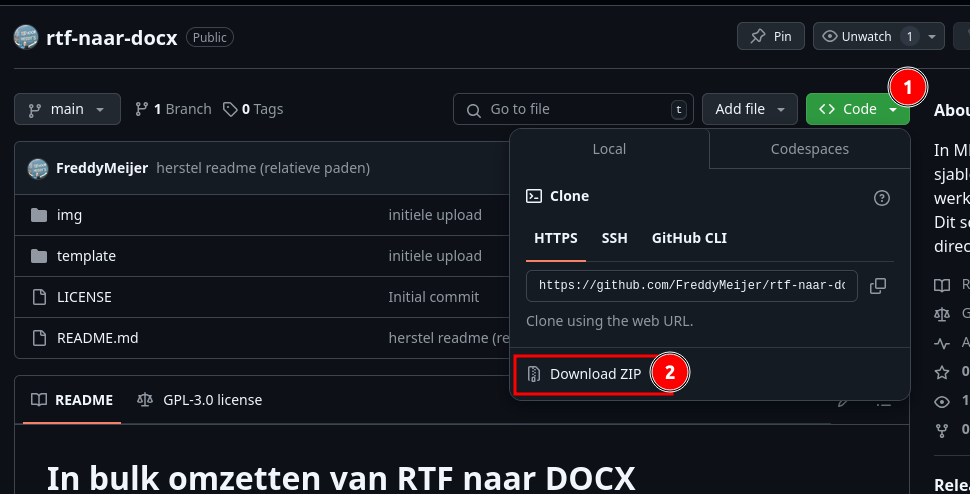 rtf-naar-docx Public
Pin
Unwatch 1
main
1 Branch
0 Tags
Go to file t
Add file
<> Code
1
FreddyMeijer herstel readme (relatieve paden)
img initiele upload
template initiele upload
LICENSE Initial commit
README.md herstel readme (re
Local Codespaces
Clone
HTTPS SSH GitHub CLI
https://github.com/FreddyMeijer/rtf-naar-do
Clone using the web URL.
Download ZIP 2
README GPL-3.0 license
In bulk omzetten van RTF naar DOCX
Abou
In M
sjabl
werk
Dit s
direc
R
G
A
0
1
0
Relea